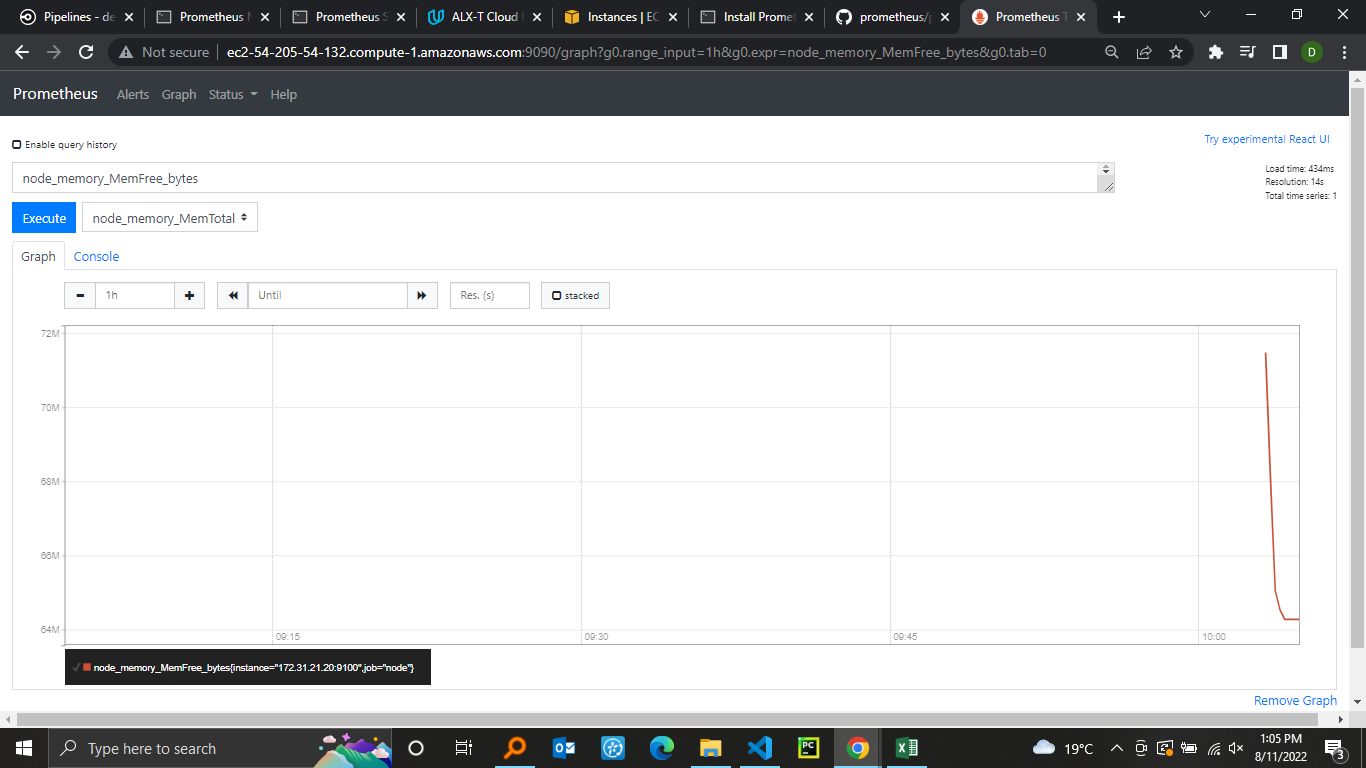 Pipelines - de
Prometheus N
Prometheus S
ALX-T Cloud
Instances | EC
Install Promet
prometheus/p
Prometheus T
Not secure
ec2-54-205-54-132.compute-1.amazonaws.com:9090/graph?g0.range_input=1h&g0.expr=node_memory_MemFree_bytes&g0.tab=0
D
Prometheus
Alerts
Graph
Status
Help
Enable query history
Try experimental React UI
node_memory_MemFree_bytes
Load time: 434ms
Resolution: 14s
Total time series: 1
Execute
node_memory_MemTotal
Graph
Console
1h
Until
Res. (s)
stacked
72M
70M
68M
66M
64M
09:15
09:30
09:45
10:00
node_memory_MemFree_bytes{instance="172.31.21.20:9100",job="node"}
Remove Graph
Type here to search
PC
19°C
1:05 PM
8/11/2022
3